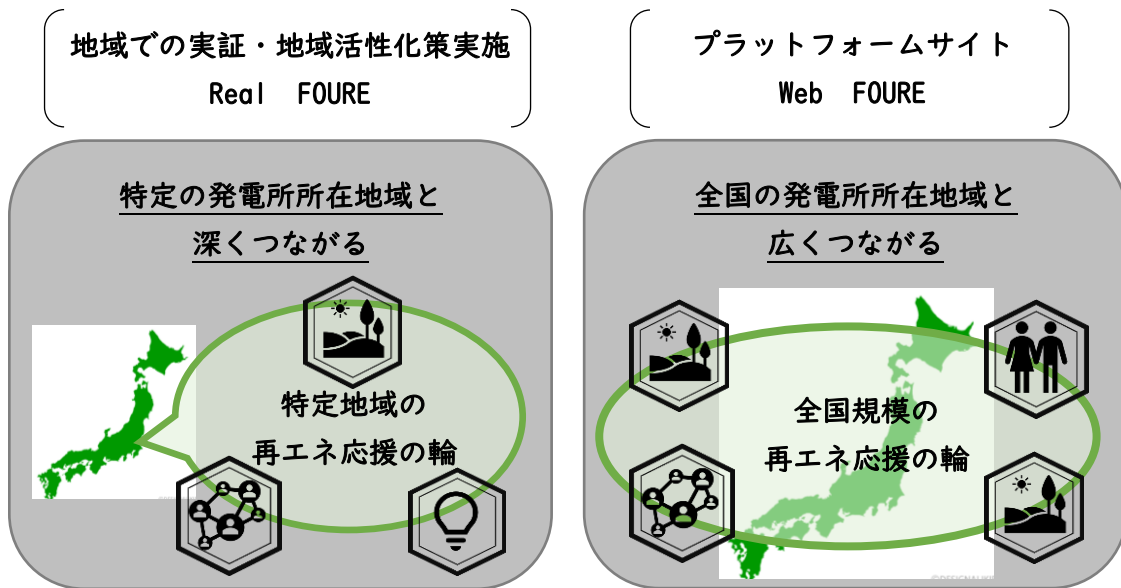 地域での実証・地域活性化策実施
Real FOURE
特定の発電所所在地域と
深くつながる
特定地域の
再エネ応援の輪
プラットフォームサイト
Web FOURE
全国の発電所所在地域と
広くつながる
全国規模の
再エネ応援の輪